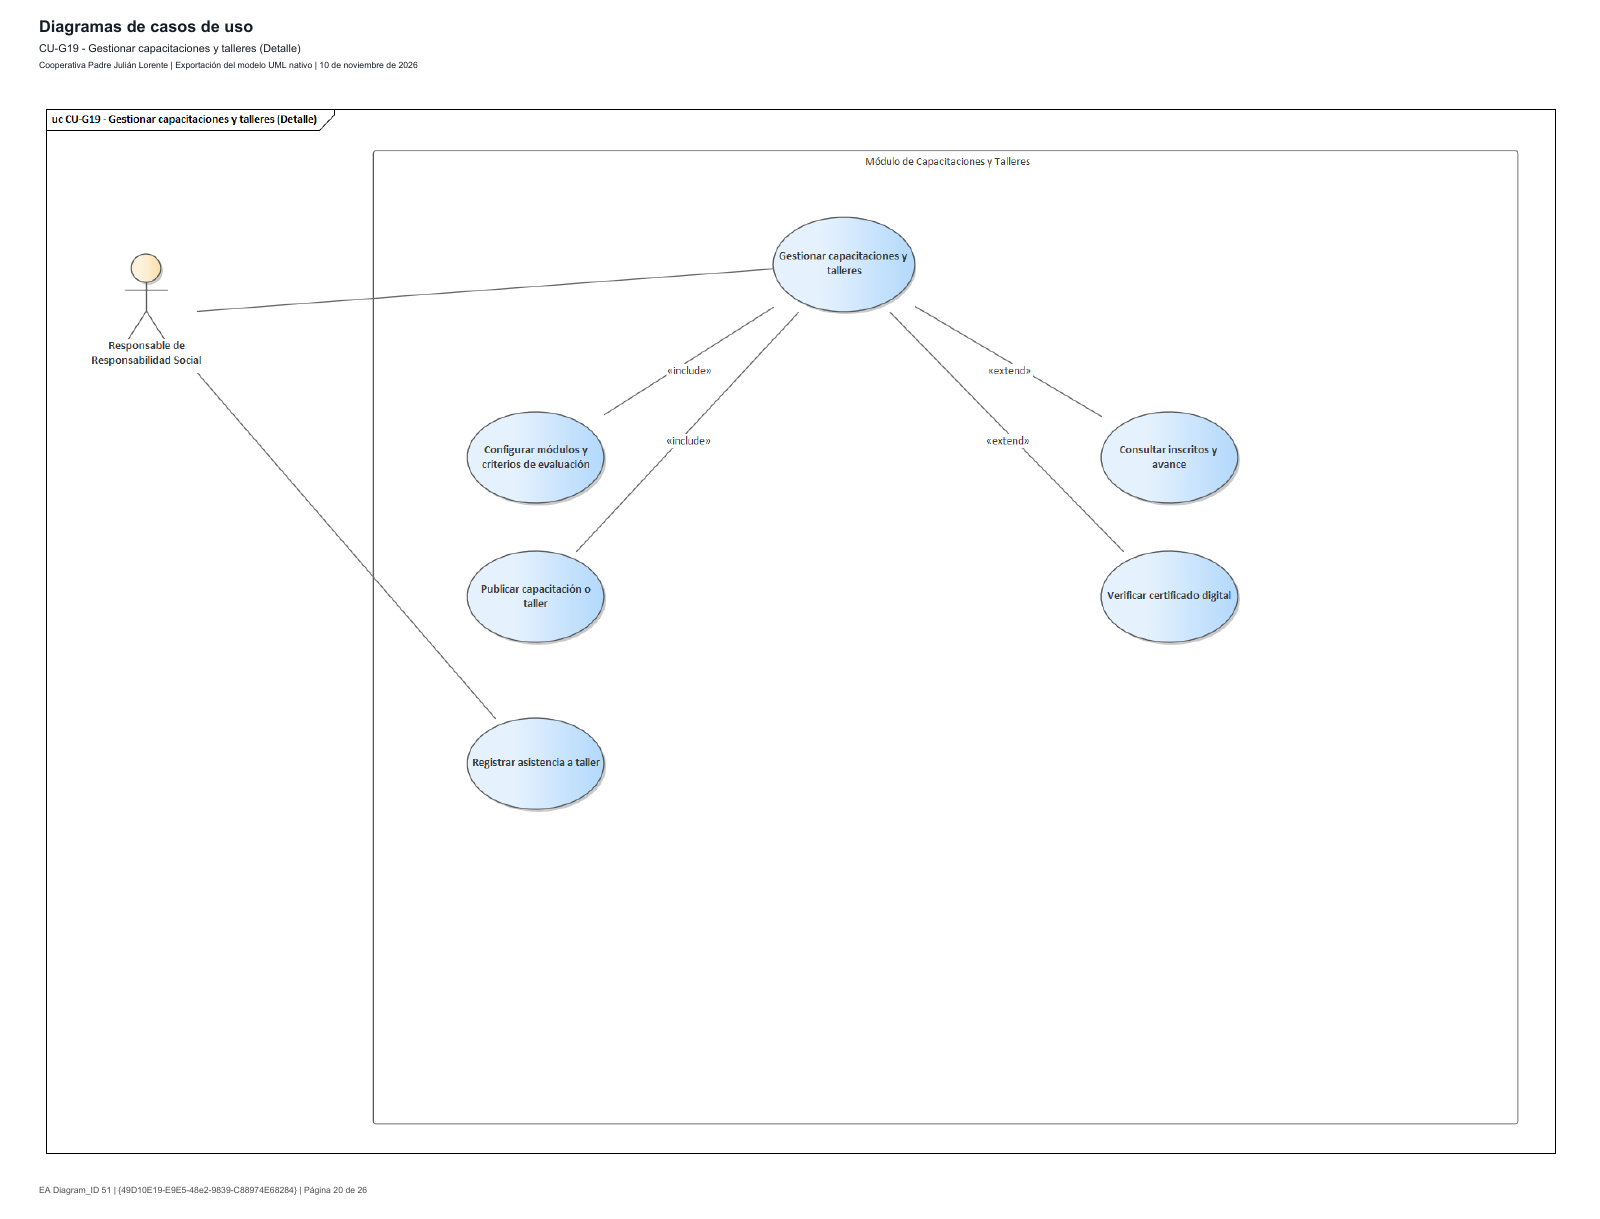 Diagramas de casos de uso
CU-G19 - Gestionar capacitaciones y talleres (Detalle)
Cooperativa Padre Julián Lorente | Exportación del modelo UML nativo | 10 de noviembre de 2026
uc CU-G19 - Gestionar capacitaciones y talleres (Detalle)
Módulo de Capacitaciones y Talleres
Gestionar capacitaciones y
talleres
Responsable de
Responsabilidad Social
«include»
«extend»
«include»
«extend»
Configurar módulos y
criterios de evaluación
Consultar inscritos y
avance
Publicar capacitación o
taller
Verificar certificado digital
Registrar asistencia a taller
EA Diagram_ID 51 | {49D10E19-E9E5-48e2-9839-C88974E68284} | Página 20 de 26